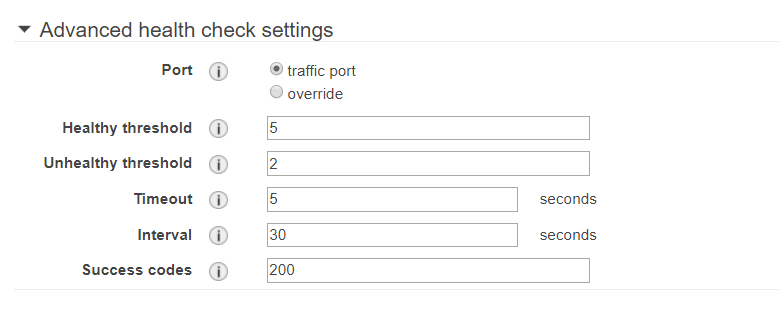 Advanced health check settings
Port i traffic port
override
Healthy threshold i 5
Unhealthy threshold i 2
Timeout i 5 seconds
Interval i 30 seconds
Success codes i 200